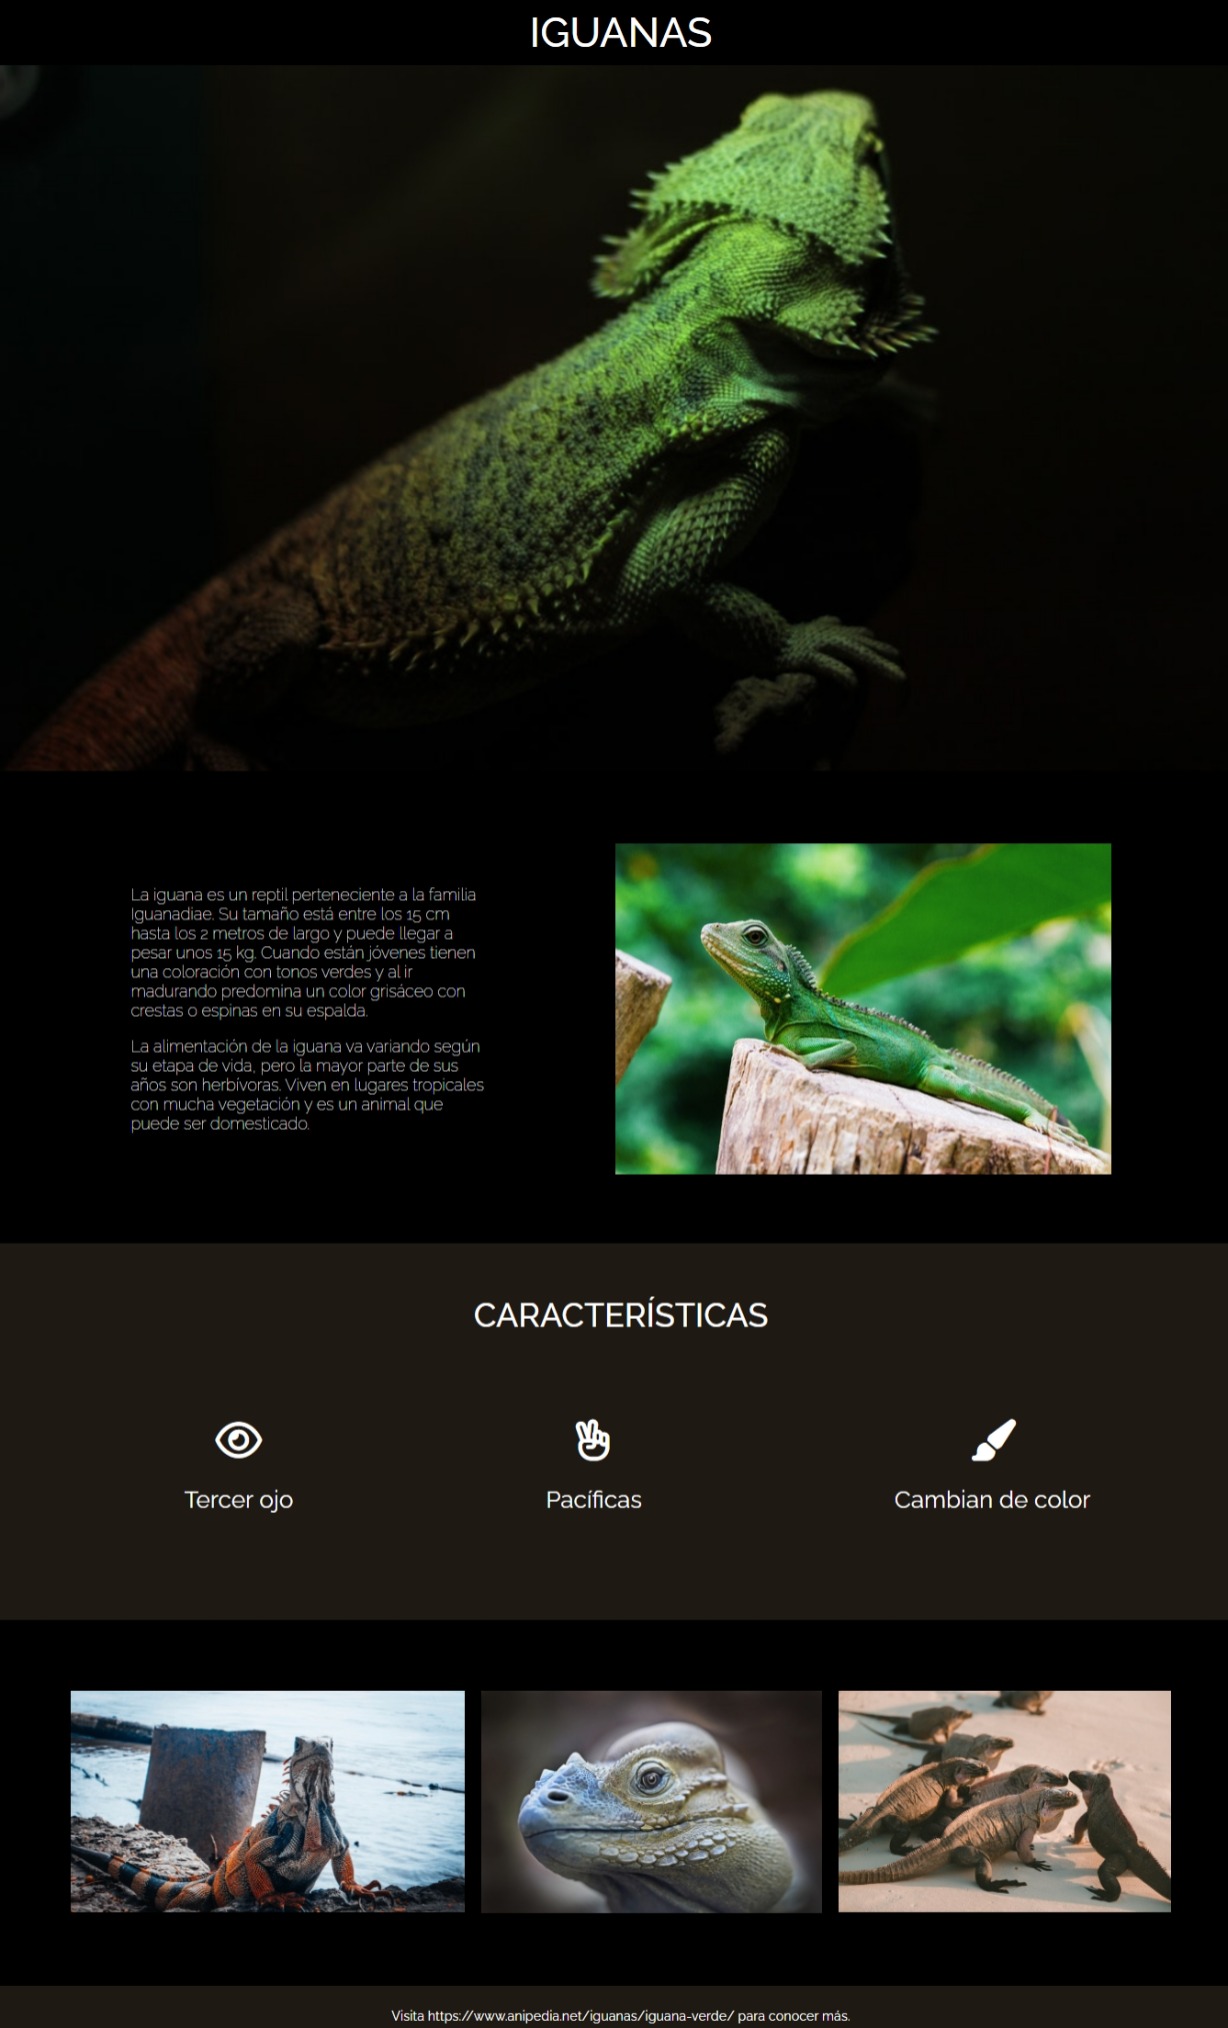 IGUANAS
La iguana es un reptil perteneciente a la familia
Iguanadiae. Su tamaño está entre los 15 cm
hasta los 2 metros de largo y puede llegar a
pesar unos 15 kg. Cuando están jóvenes tienen
una coloración con tonos verdes y al ir
madurando predomina un color grisáceo con
crestas o espinas en su espalda.
La alimentación de la iguana va variando según
su etapa de vida, pero la mayor parte de sus
años son herbívoras. Viven en lugares tropicales
con mucha vegetación y es un animal que
puede ser domesticado.
CARACTERÍSTICAS
Tercer ojo
Pacíficas
Cambian de color
Visita https://www.anipedia.net/iguanas/iguana-verde/ para conocer más.